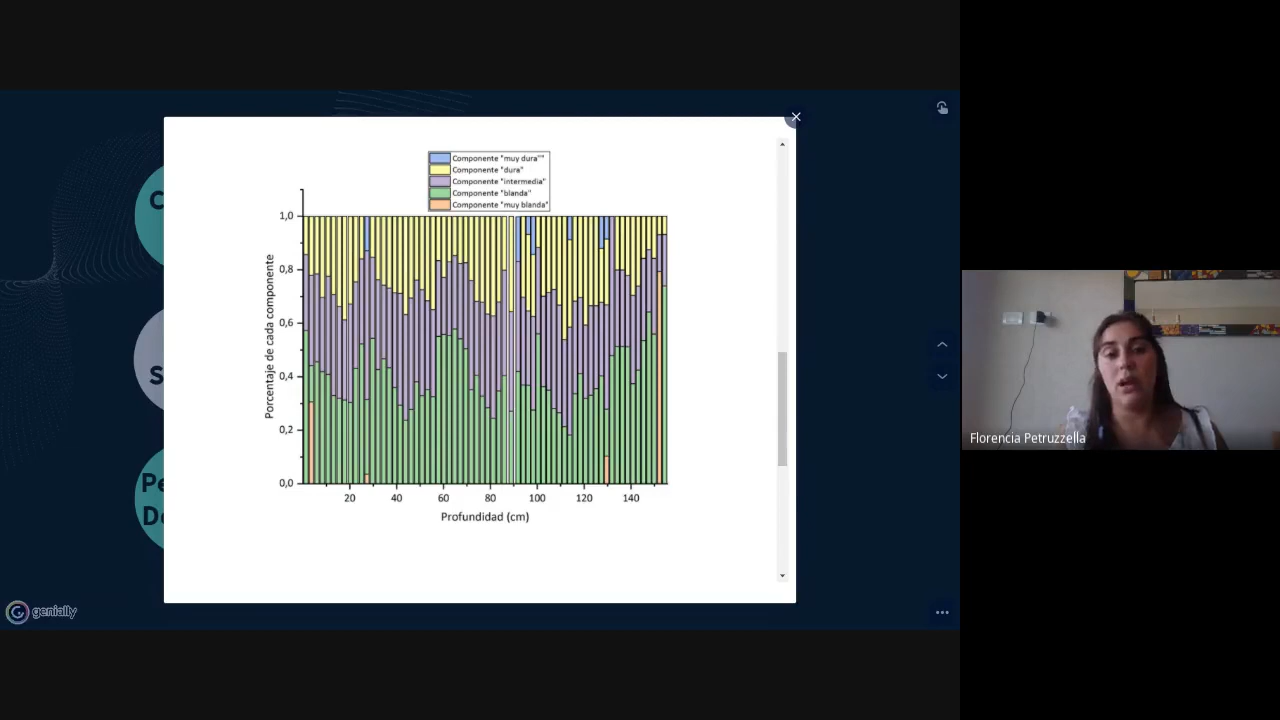 C
S
Pe
De
Componente "muy dura""
Componente "dura"
Componente "intermedia"
Componente "blanda"
Componente "muy blanda"
Porcentaje de cada componente
1,0
0,8
0,6
0,4
0,2
0,0
20 40 60 80 100 120 140
Profundidad (cm)
genially
Florencia Petruzzella